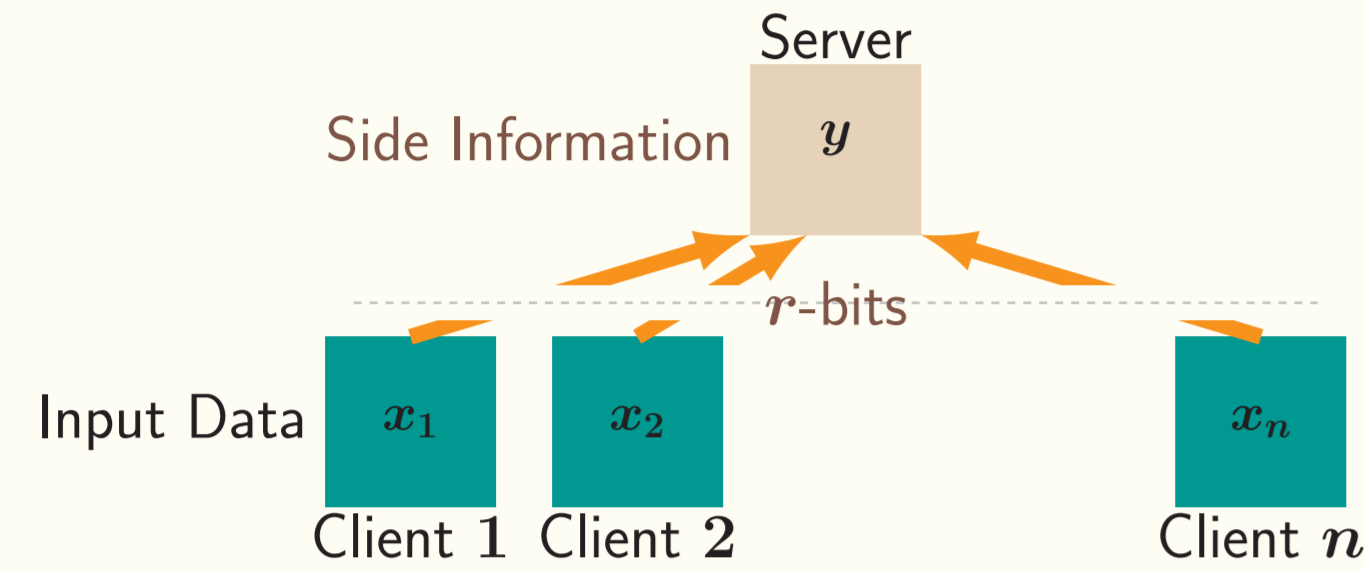 Server
Side Information
y
r-bits
Input Data
x₁
x₂
xₙ
Client 1
Client 2
Client n